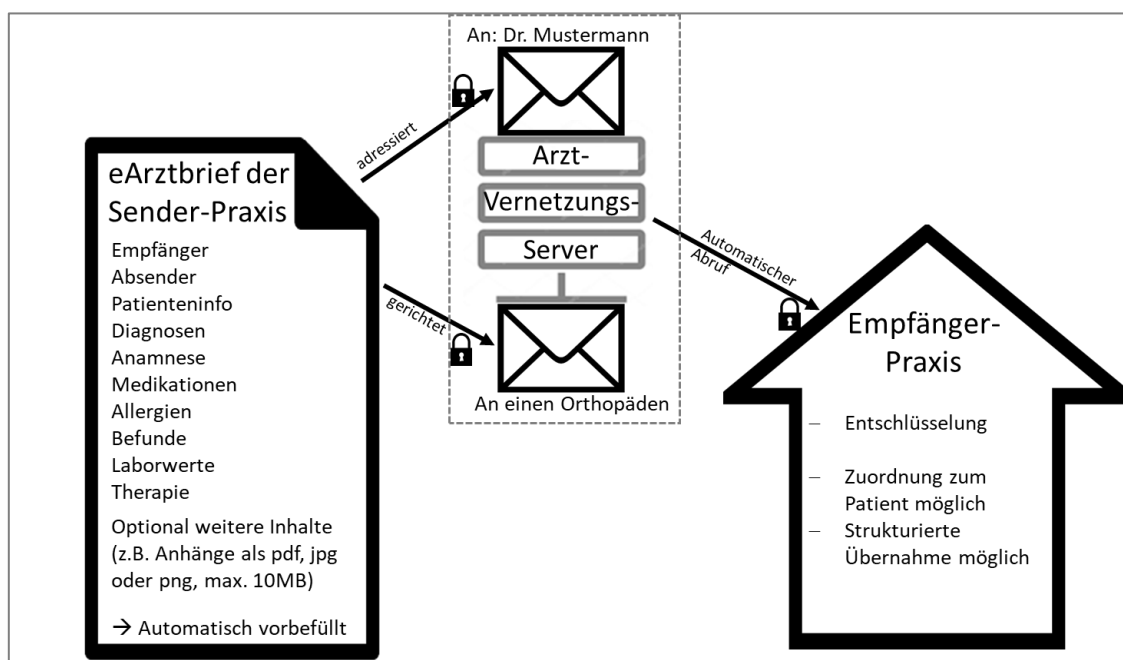 An: Dr. Mustermann
adressiert
eArztbrief der
Sender-Praxis
Empfänger
Absender
Patienteninfo
Diagnosen
Anamnese
Medikationen
Allergien
Befunde
Laborwerte
Therapie
Optional weitere Inhalte
(z.B. Anhänge als pdf, jpg
oder png, max. 10MB)
→ Automatisch vorbefüllt
gerichtet
Arzt-
Vernetzungs-
Server
An einen Orthopäden
Automatischer
Abruf
Empfänger-
Praxis
– Entschlüsselung
– Zuordnung zum
Patient möglich
– Strukturierte
Übernahme möglich